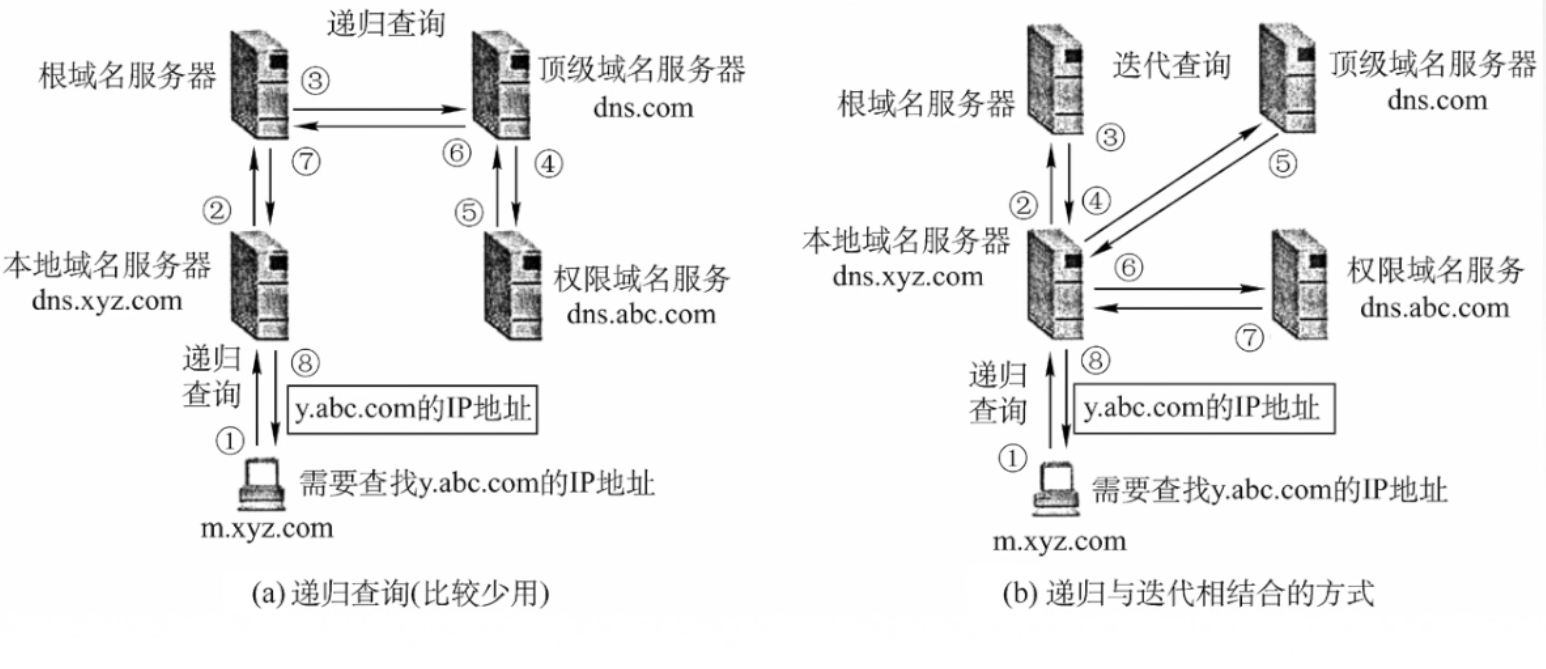 递归查询
根域名服务器
③
顶级域名服务器
dns.com
⑦
⑥
④
②
⑤
本地域名服务器
dns.xyz.com
权限域名服务
dns.abc.com
递归
查询
⑧
y.abc.com的IP地址
①
需要查找y.abc.com的IP地址
m.xyz.com
(a) 递归查询(比较少用)
迭代查询
顶级域名服务器
dns.com
根域名服务器
③
⑤
②
④
本地域名服务器
dns.xyz.com
⑥
权限域名服务
dns.abc.com
⑦
递归
查询
⑧
y.abc.com的IP地址
①
需要查找y.abc.com的IP地址
m.xyz.com
(b) 递归与迭代相结合的方式